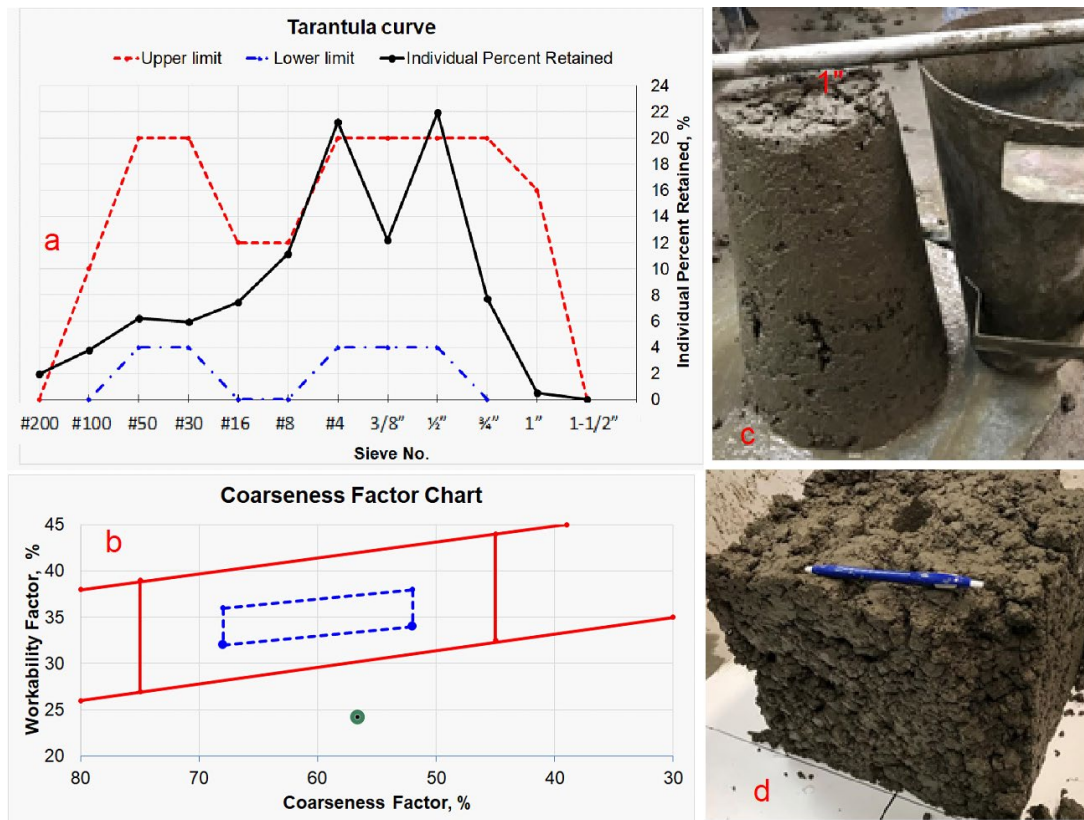 Tarantula curve
Upper limit Lower limit Individual Percent Retained
24
22
20
18
16
14
12
10
8
6
4
2
0
Individual Percent Retained, %
a
#200 #100 #50 #30 #16 #8 #4 3/8” ½” ¾” 1” 1-1/2”
Sieve No.
Coarseness Factor Chart
b
45
40
35
30
25
20
Workability Factor, %
80 70 60 50 40 30
Coarseness Factor, %
1”
c
d